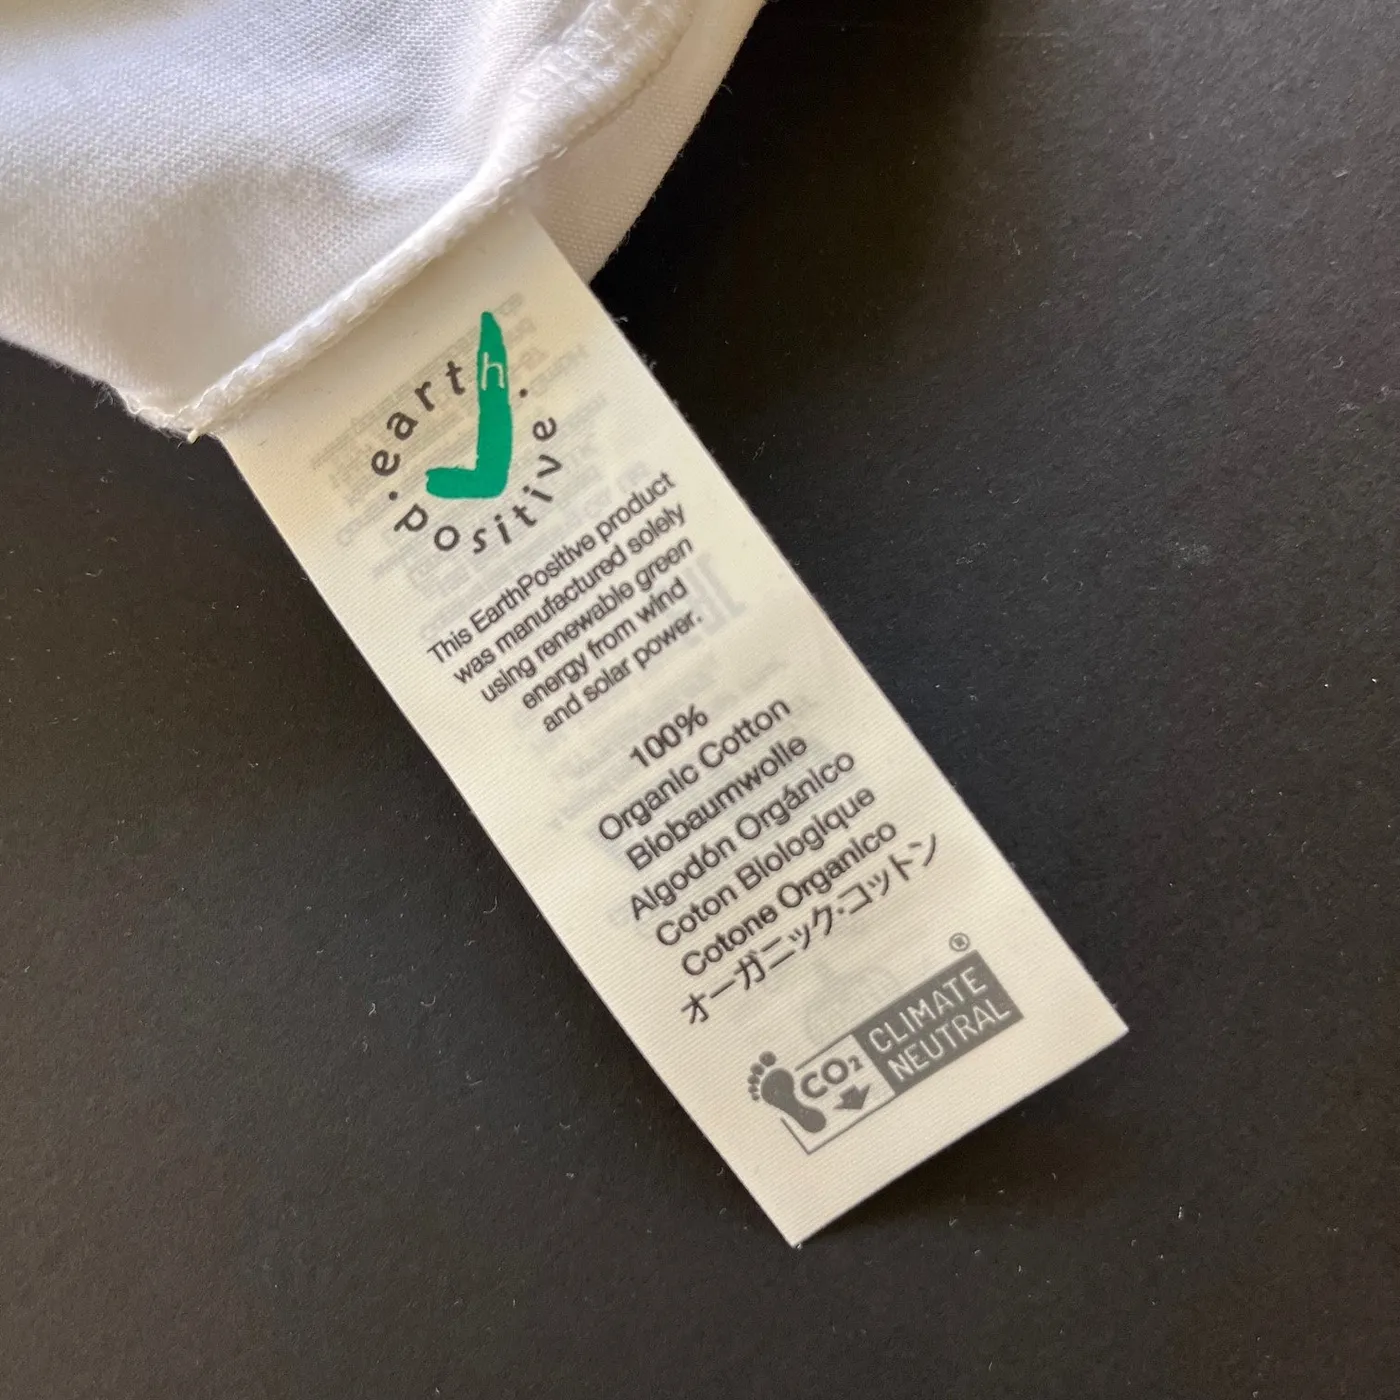 earth
positive
This EarthPositive product
was manufactured solely
using renewable green
energy from wind
and solar power.
100%
Organic Cotton
Biobaumwolle
Algodón Orgánico
Coton Biologique
Cotone Organico
オーガニック·コットン
®
CO2
CLIMATE
NEUTRAL